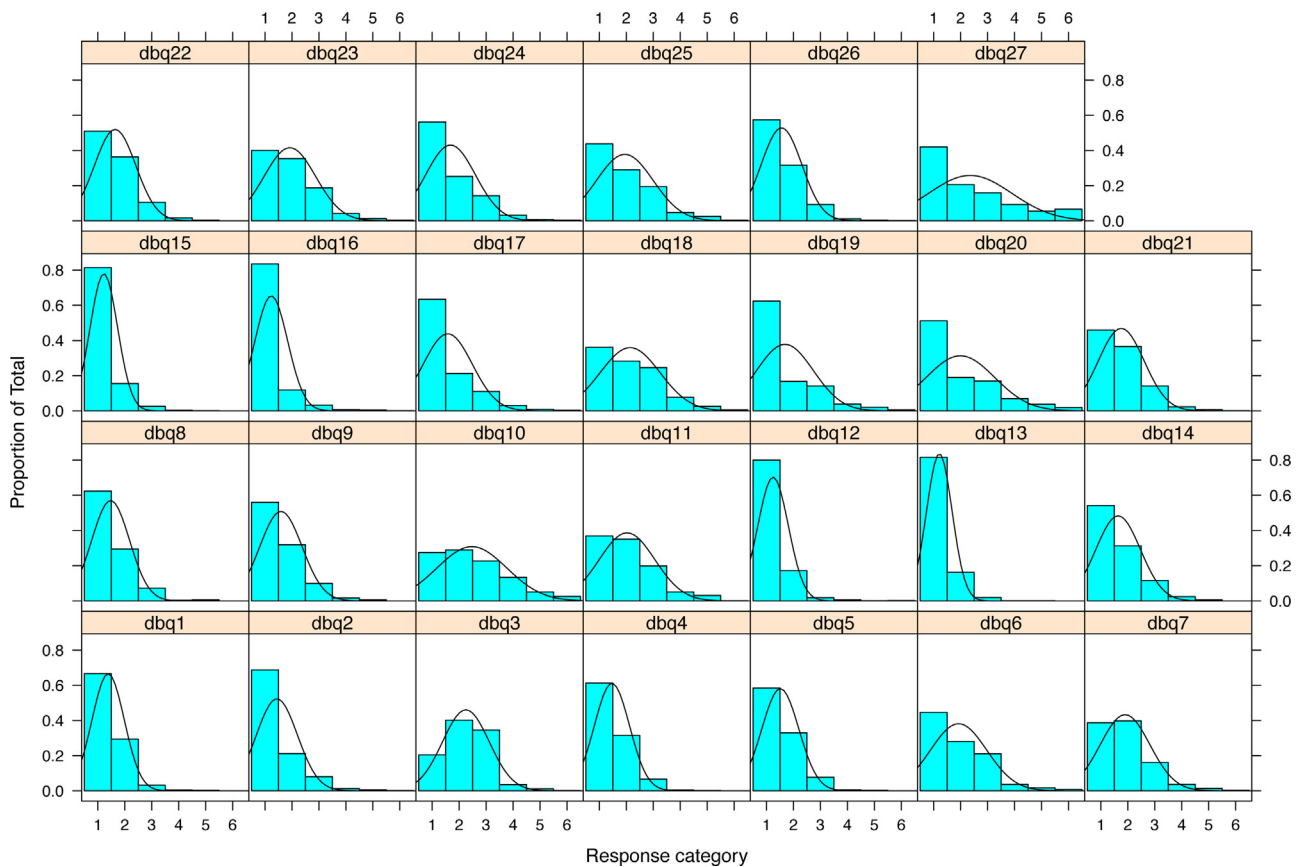 1 2 3 4 5 6 1 2 3 4 5 6 1 2 3 4 5 6
dbq22 dbq23 dbq24 dbq25 dbq26 dbq27
0.8
0.6
0.4
0.2
0.0
dbq15 dbq16 dbq17 dbq18 dbq19 dbq20 dbq21
0.8
0.6
0.4
0.2
0.0
dbq8 dbq9 dbq10 dbq11 dbq12 dbq13 dbq14
0.8
0.6
0.4
0.2
0.0
dbq1 dbq2 dbq3 dbq4 dbq5 dbq6 dbq7
0.8
0.6
0.4
0.2
0.0
1 2 3 4 5 6 1 2 3 4 5 6 1 2 3 4 5 6 1 2 3 4 5 6
Proportion of Total
Response category